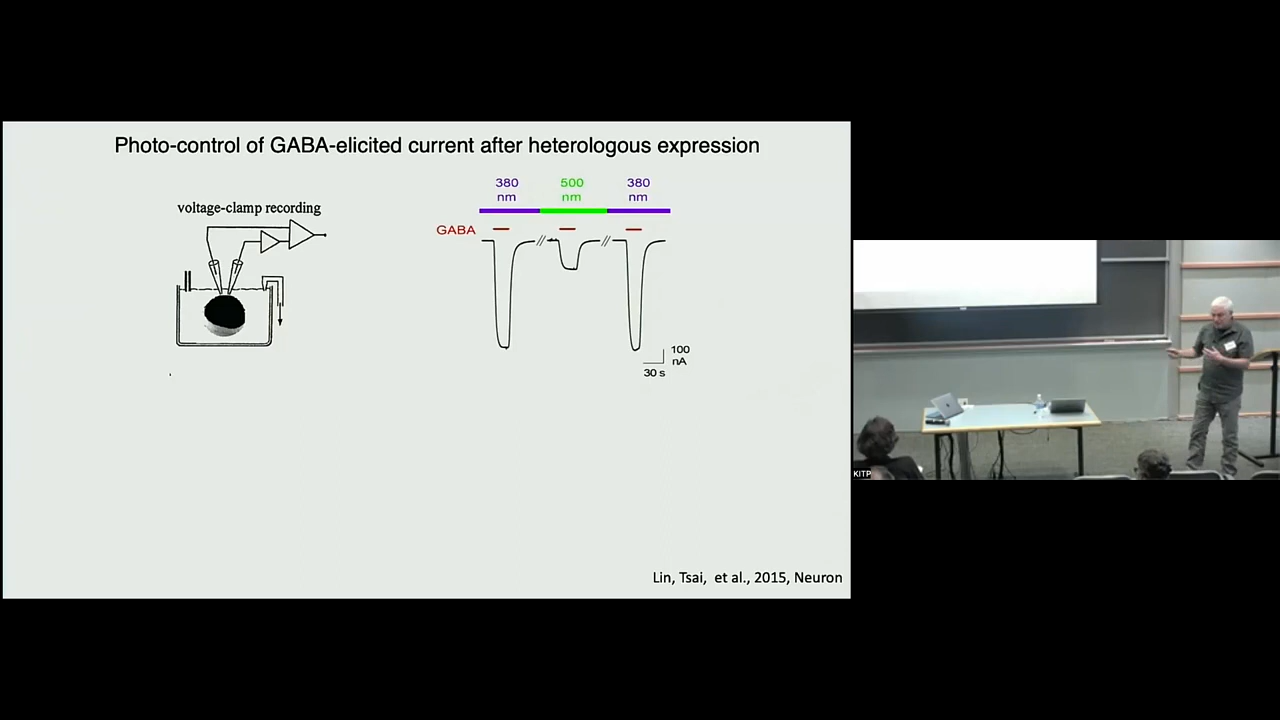 Photo-control of GABA-elicited current after heterologous expression
voltage-clamp recording
380
nm
500
nm
380
nm
GABA
100
nA
30 s
Lin, Tsai, et al., 2015, Neuron
KITP